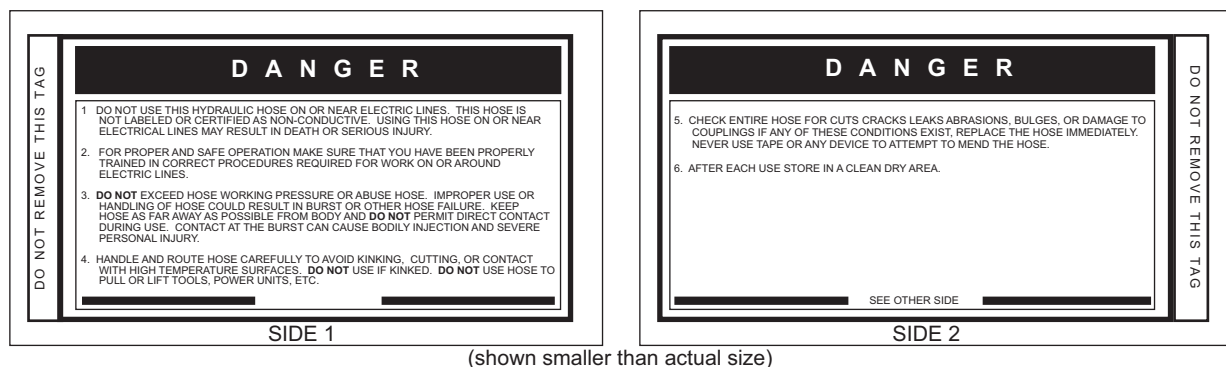 DO NOT REMOVE THIS TAG
D A N G E R
1 DO NOT USE THIS HYDRAULIC HOSE ON OR NEAR ELECTRIC LINES. THIS HOSE IS
NOT LABELED OR CERTIFIED AS NON-CONDUCTIVE. USING THIS HOSE ON OR NEAR
ELECTRICAL LINES MAY RESULT IN DEATH OR SERIOUS INJURY.
2. FOR PROPER AND SAFE OPERATION MAKE SURE THAT YOU HAVE BEEN PROPERLY
TRAINED IN CORRECT PROCEDURES REQUIRED FOR WORK ON OR AROUND
ELECTRIC LINES.
3. DO NOT EXCEED HOSE WORKING PRESSURE OR ABUSE HOSE. IMPROPER USE OR
HANDLING OF HOSE COULD RESULT IN BURST OR OTHER HOSE FAILURE. KEEP
HOSE AS FAR AWAY AS POSSIBLE FROM BODY AND DO NOT PERMIT DIRECT CONTACT
DURING USE. CONTACT AT THE BURST CAN CAUSE BODILY INJECTION AND SEVERE
PERSONAL INJURY.
4. HANDLE AND ROUTE HOSE CAREFULLY TO AVOID KINKING, CUTTING, OR CONTACT
WITH HIGH TEMPERATURE SURFACES. DO NOT USE IF KINKED. DO NOT USE HOSE TO
PULL OR LIFT TOOLS, POWER UNITS, ETC.
SIDE 1
D A N G E R
5. CHECK ENTIRE HOSE FOR CUTS CRACKS LEAKS ABRASIONS, BULGES, OR DAMAGE TO
COUPLINGS IF ANY OF THESE CONDITIONS EXIST, REPLACE THE HOSE IMMEDIATELY.
NEVER USE TAPE OR ANY DEVICE TO ATTEMPT TO MEND THE HOSE.
6. AFTER EACH USE STORE IN A CLEAN DRY AREA.
SEE OTHER SIDE
DO NOT REMOVE THIS TAG
SIDE 2
(shown smaller than actual size)